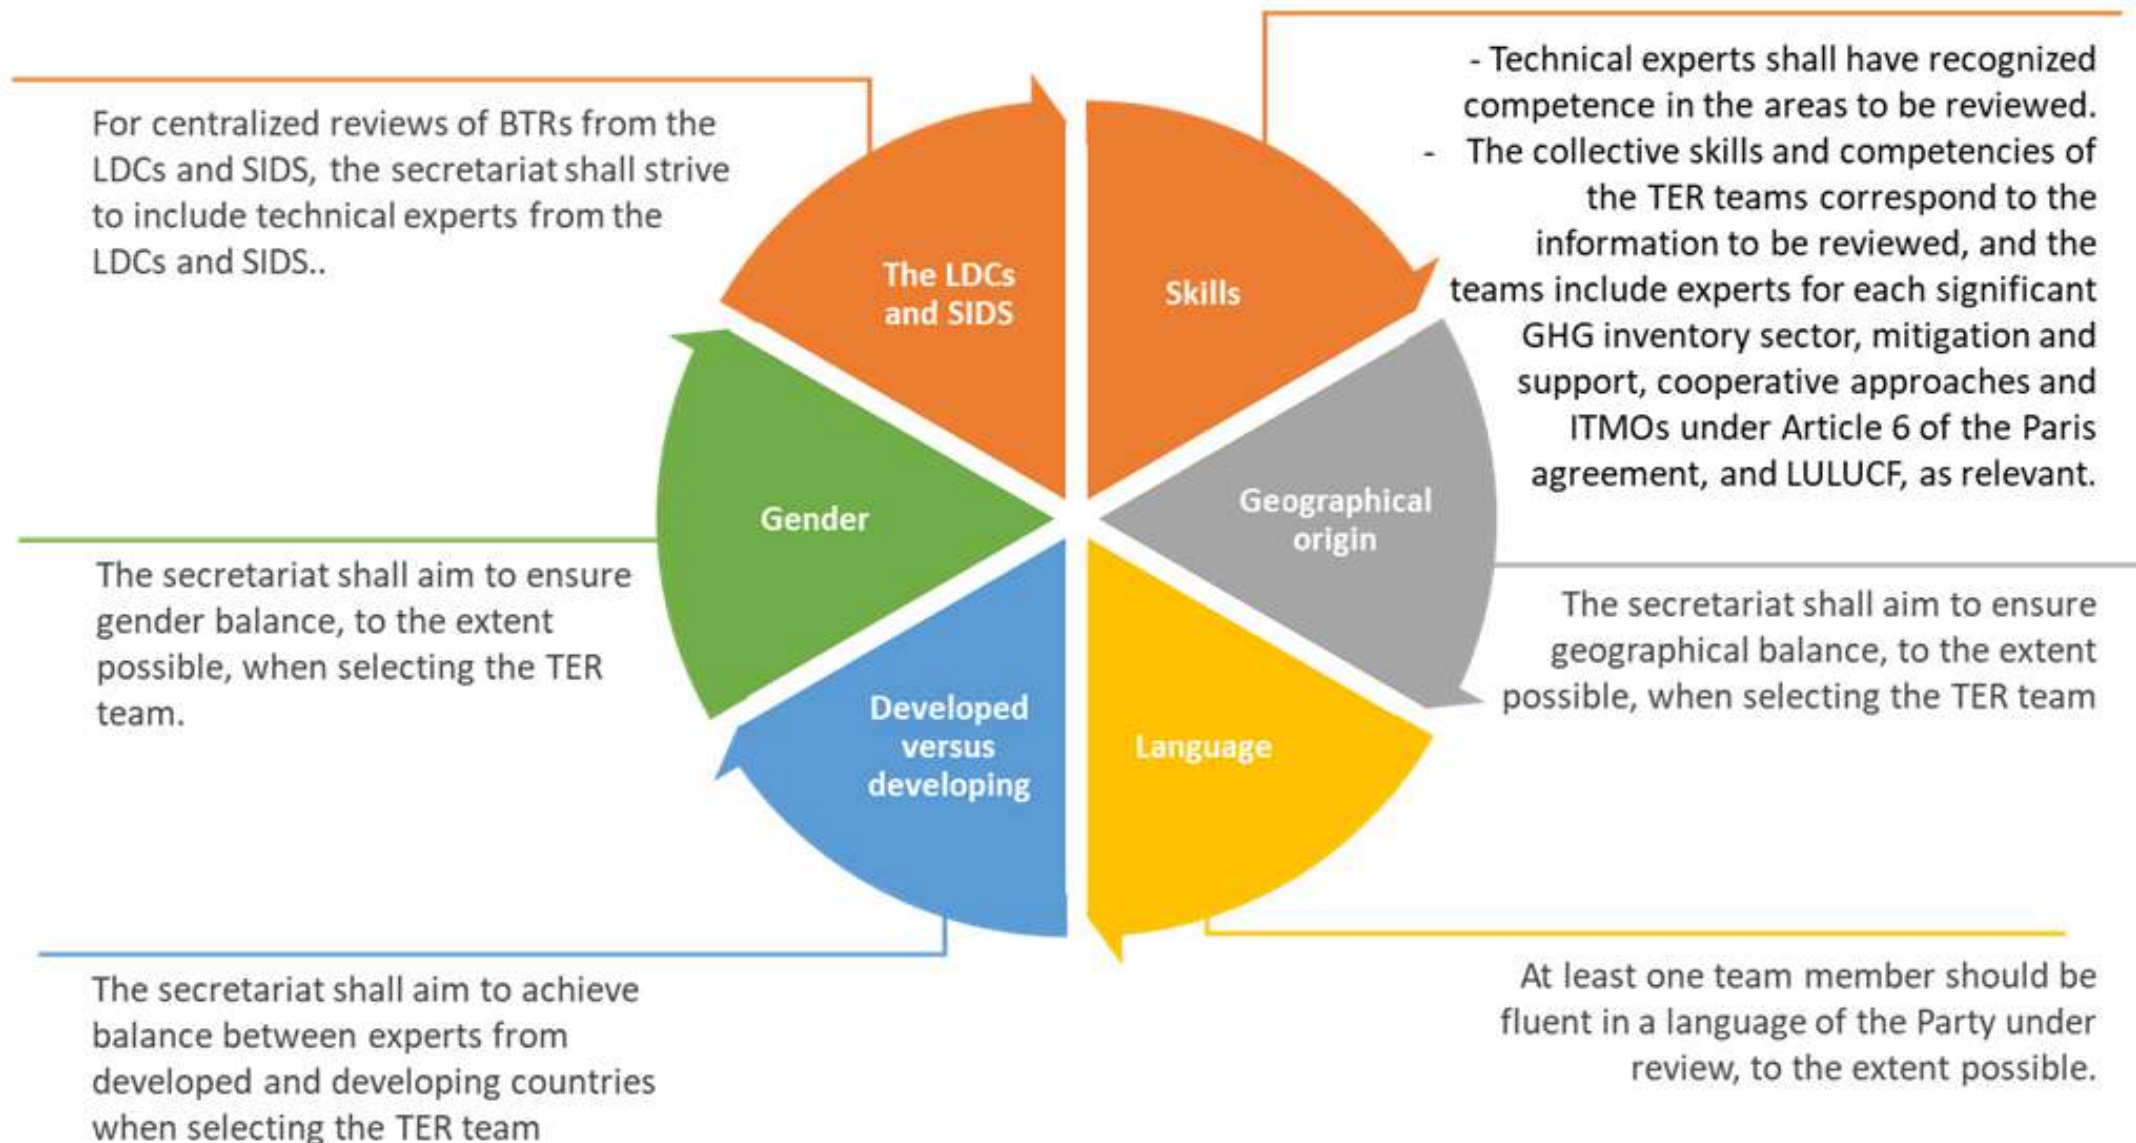 For centralized reviews of BTRs from the
LDCs and SIDS, the secretariat shall strive
to include technical experts from the
LDCs and SIDS..
- Technical experts shall have recognized
competence in the areas to be reviewed.
- The collective skills and competencies of
the TER teams correspond to the
information to be reviewed, and the
teams include experts for each significant
GHG inventory sector, mitigation and
support, cooperative approaches and
ITMOs under Article 6 of the Paris
agreement, and LULUCF, as relevant.
The LDCs
and SIDS
Skills
Gender
Geographical
origin
The secretariat shall aim to ensure
gender balance, to the extent
possible, when selecting the TER
team.
The secretariat shall aim to ensure
geographical balance, to the extent
possible, when selecting the TER team
Developed
versus
developing
Language
The secretariat shall aim to achieve
balance between experts from
developed and developing countries
when selecting the TER team
At least one team member should be
fluent in a language of the Party under
review, to the extent possible.